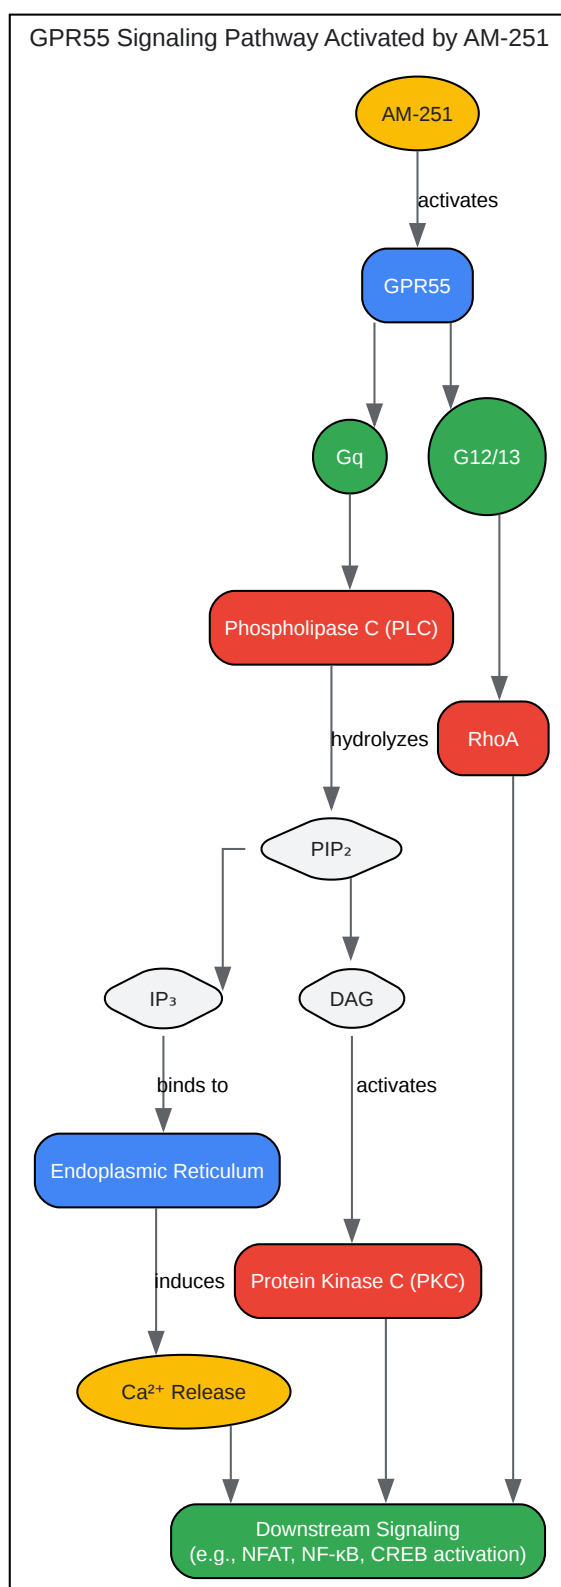 GPR55 Signaling Pathway Activated by AM-251
AM-251
activates
GPR55
Gq
G12/13
Phospholipase C (PLC)
hydrolyzes
RhoA
PIP₂
IP₃
DAG
binds to
activates
Endoplasmic Reticulum
induces
Protein Kinase C (PKC)
Ca²⁺ Release
Downstream Signaling
(e.g., NFAT, NF-κB, CREB activation)